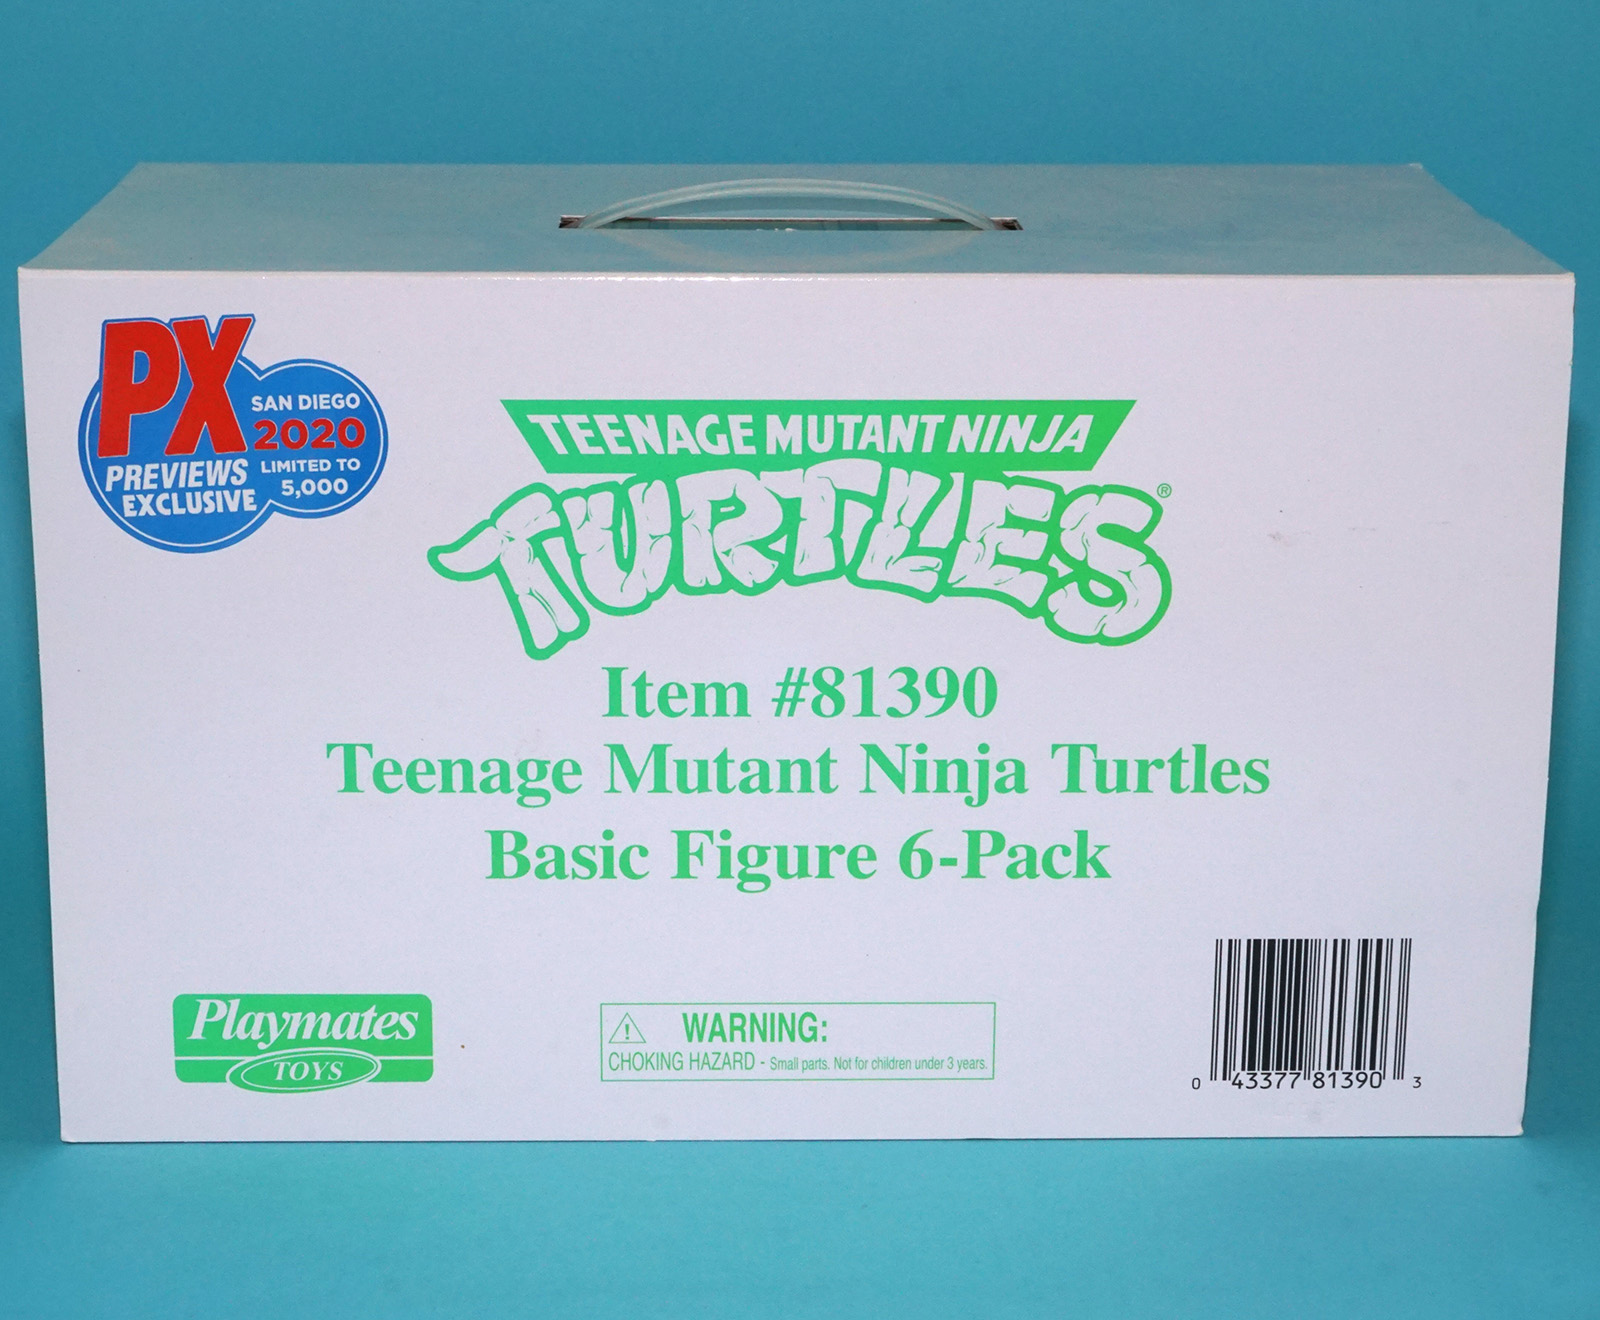 PX
PREVIEWS
EXCLUSIVE
SAN DIEGO
2020
LIMITED TO
5,000
TEENAGE MUTANT NINJA
TURTLES®
Item #81390
Teenage Mutant Ninja Turtles
Basic Figure 6-Pack
Playmates
TOYS
WARNING:
CHOKING HAZARD - Small parts. Not for children under 3 years.
0 43377 81390 3